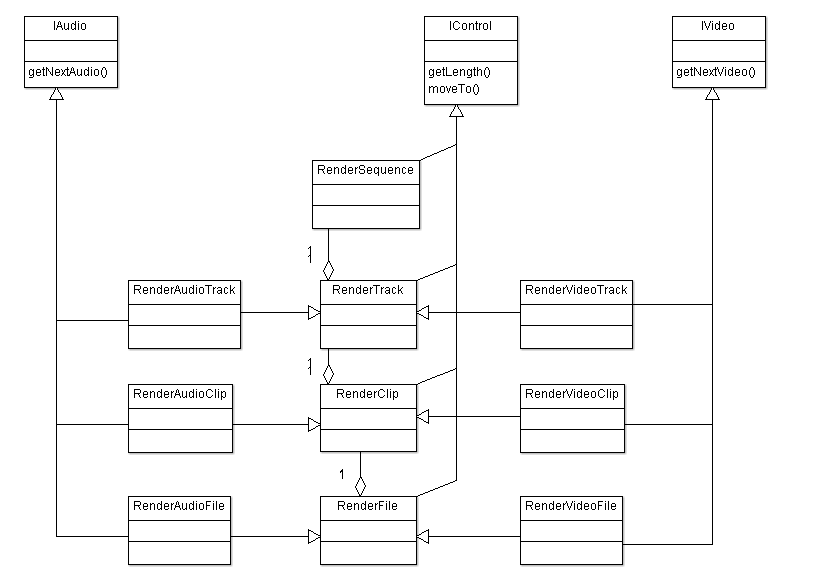 IAudio
IControl
IVideo
getNextAudio()
getLength()
moveTo()
getNextVideo()
RenderSequence
1
RenderAudioTrack
RenderTrack
RenderVideoTrack
1
RenderAudioClip
RenderClip
RenderVideoClip
1
RenderAudioFile
RenderFile
RenderVideoFile